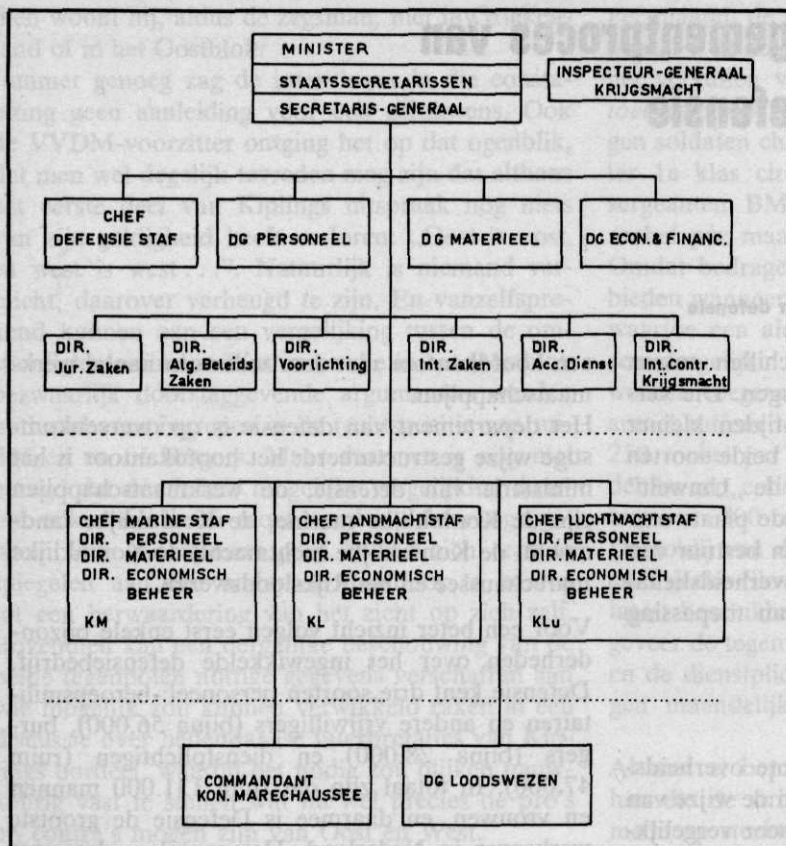 MINISTER
STAATSSECRETARISSEN
SECRETARIS-GENERAAL
INSPECTEUR-GENERAAL
KRIJGSMACHT
CHEF
DEFENSIE STAF
DG PERSONEEL
DG MATERIEEL
DG ECON. & FINANC.
DIR.
Jur. Zaken
DIR.
Alg. Beleids
Zaken
DIR.
Voorlichting
DIR.
Int. Zaken
DIR.
Acc. Dienst
DIR.
Int. Contr.
Krijgsmacht
CHEF MARINE STAF
DIR. PERSONEEL
DIR. MATERIEEL
DIR. ECONOMISCH
BEHEER
KM
CHEF LANDMACHTSTAF
DIR. PERSONEEL
DIR. MATERIEEL
DIR. ECONOMISCH
BEHEER
KL
CHEF LUCHTMACHTSTAF
DIR. PERSONEEL
DIR. MATERIEEL
DIR. ECONOMISCH
BEHEER
KLu
COMMANDANT
KON. MARECHAUSSEE
DG LOODSWEZEN